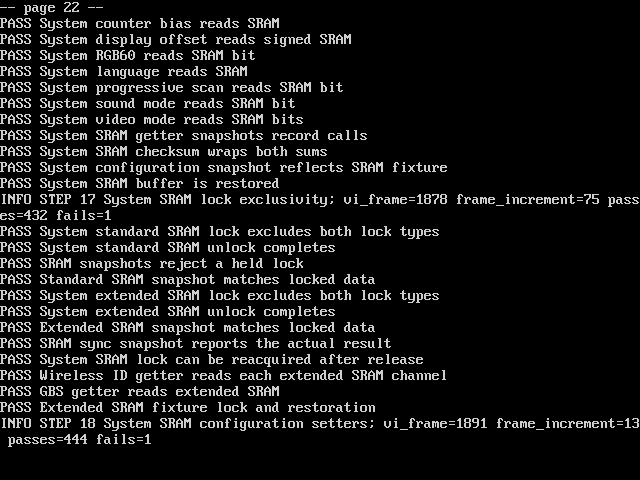 -- page 22 --
PASS System counter bias reads SRAM
PASS System display offset reads signed SRAM
PASS System RGB60 reads SRAM bit
PASS System language reads SRAM
PASS System progressive scan reads SRAM bit
PASS System sound mode reads SRAM bit
PASS System video mode reads SRAM bits
PASS System SRAM getter snapshots record calls
PASS System SRAM checksum wraps both sums
PASS System configuration snapshot reflects SRAM fixture
PASS System SRAM buffer is restored
INFO STEP 17 System SRAM lock exclusivity; vi_frame=1878 frame_increment=75 pass
es=432 fails=1
PASS System standard SRAM lock excludes both lock types
PASS System standard SRAM unlock completes
PASS SRAM snapshots reject a held lock
PASS Standard SRAM snapshot matches locked data
PASS System extended SRAM lock excludes both lock types
PASS System extended SRAM unlock completes
PASS Extended SRAM snapshot matches locked data
PASS SRAM sync snapshot reports the actual result
PASS System SRAM lock can be reacquired after release
PASS Wireless ID getter reads each extended SRAM channel
PASS GBS getter reads extended SRAM
PASS Extended SRAM fixture lock and restoration
INFO STEP 18 System SRAM configuration setters; vi_frame=1891 frame_increment=13
 passes=444 fails=1